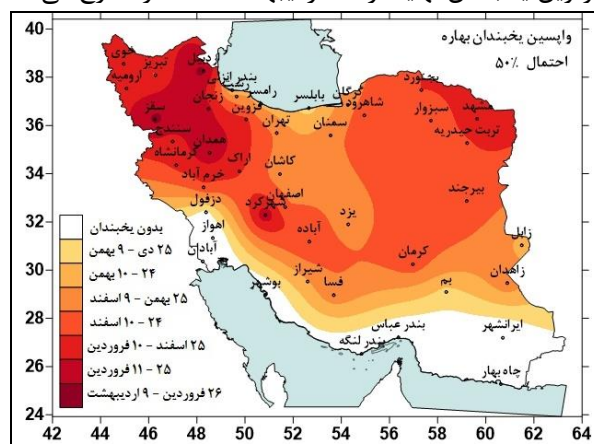 واپسین یخبندان بهاره
احتمال ۵۰٪
خوی
تبریز
اردبیل
ارومیه
بندر انزلی
رشت
رامسر
بابلسر
گرگان
بجنورد
مشهد
زنجان
قزوین
شاهرود
سبزوار
سقز
تهران
سمنان
تربت حیدریه
سنندج
همدان
کرمانشاه
اراک
کاشان
خرم آباد
بیرجند
دزفول
اصفهان
شهرکرد
یزد
اهواز
آباده
زابل
آبادان
کرمان
شیراز
زاهدان
بوشهر
فسا
بم
بندر عباس
ایرانشهر
بندر لنگه
چاه بهار
بدون یخبندان
۲۵ دی - ۹ بهمن
۲۴ - ۱۰ بهمن
۲۵ بهمن - ۹ اسفند
۲۴ - ۱۰ اسفند
۲۵ اسفند - ۱۰ فروردین
۲۵ - ۱۱ فروردین
۲۶ فروردین - ۹ اردیبهشت
40
38
36
34
32
30
28
26
24
42 44 46 48 50 52 54 56 58 60 62 64